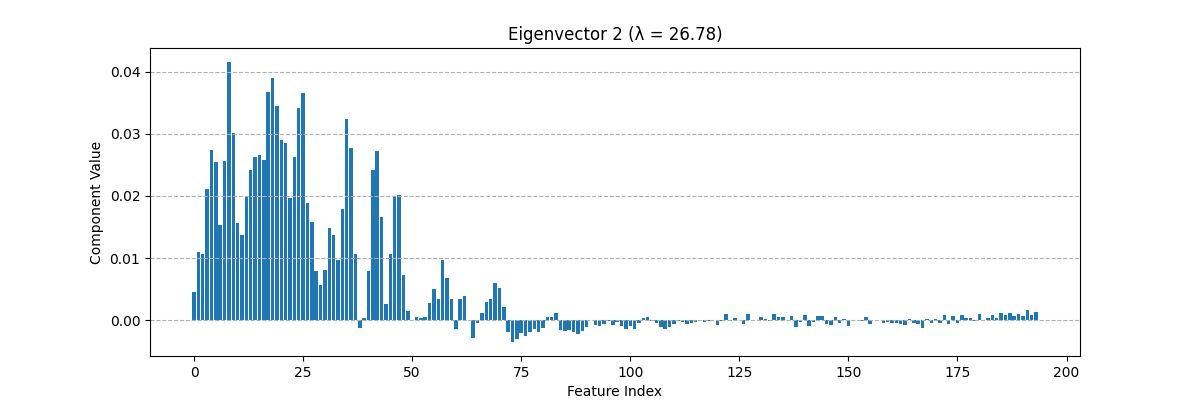 Eigenvector 2 (λ = 26.78)
0.04
0.03
0.02
0.01
0.00
Component Value
0 25 50 75 100 125 150 175 200
Feature Index